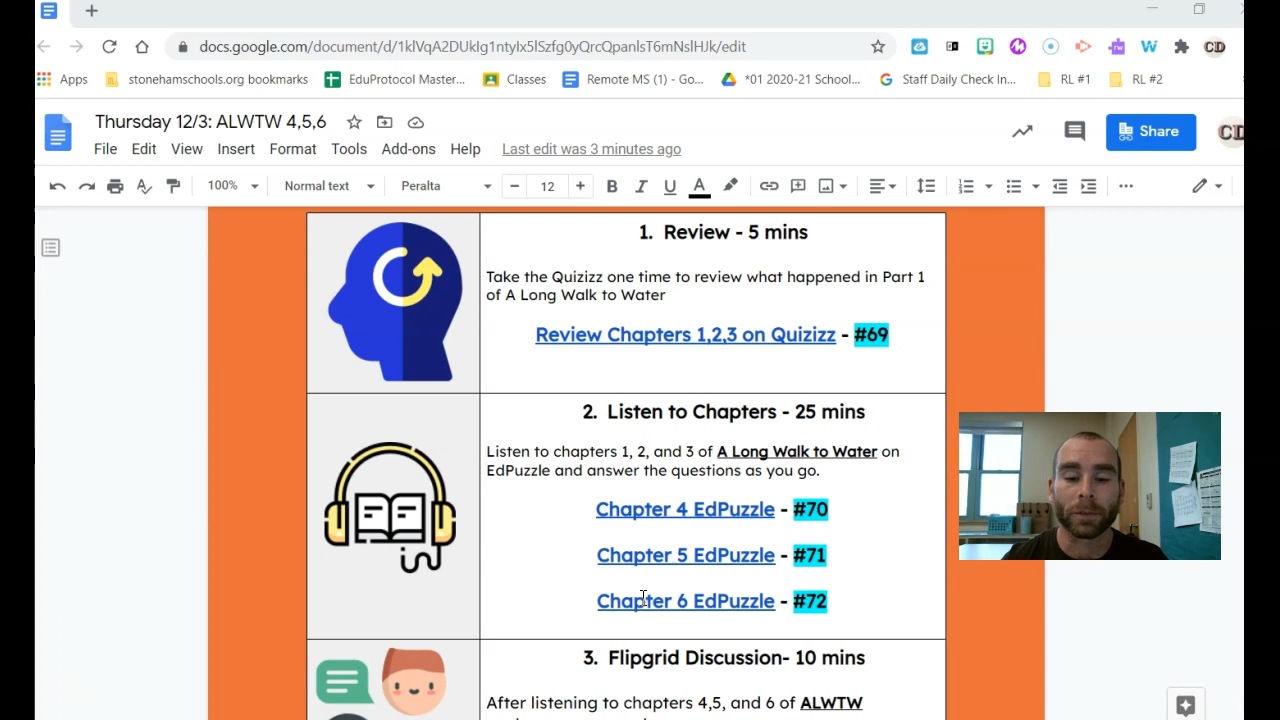 docs.google.com/document/d/1klVqA2DUkIg1ntyIx5lSzfg0yQrcQpanlsT6mNslHJk/edit
CD
Apps stonehamschools.org bookmarks EduProtocol Master... Classes Remote MS (1) - Go... *01 2020-21 School... Staff Daily Check In... RL #1 RL #2
Thursday 12/3: ALWTW 4,5,6
File Edit View Insert Format Tools Add-ons Help Last edit was 3 minutes ago
Share
CD
100% Normal text Peralta 12 B I U A
1. Review - 5 mins
Take the Quizizz one time to review what happened in Part 1
of A Long Walk to Water
Review Chapters 1,2,3 on Quizizz - #69
2. Listen to Chapters - 25 mins
Listen to chapters 1, 2, and 3 of A Long Walk to Water on
EdPuzzle and answer the questions as you go.
Chapter 4 EdPuzzle - #70
Chapter 5 EdPuzzle - #71
Chapter 6 EdPuzzle - #72
3. Flipgrid Discussion- 10 mins
After listening to chapters 4,5, and 6 of ALWTW